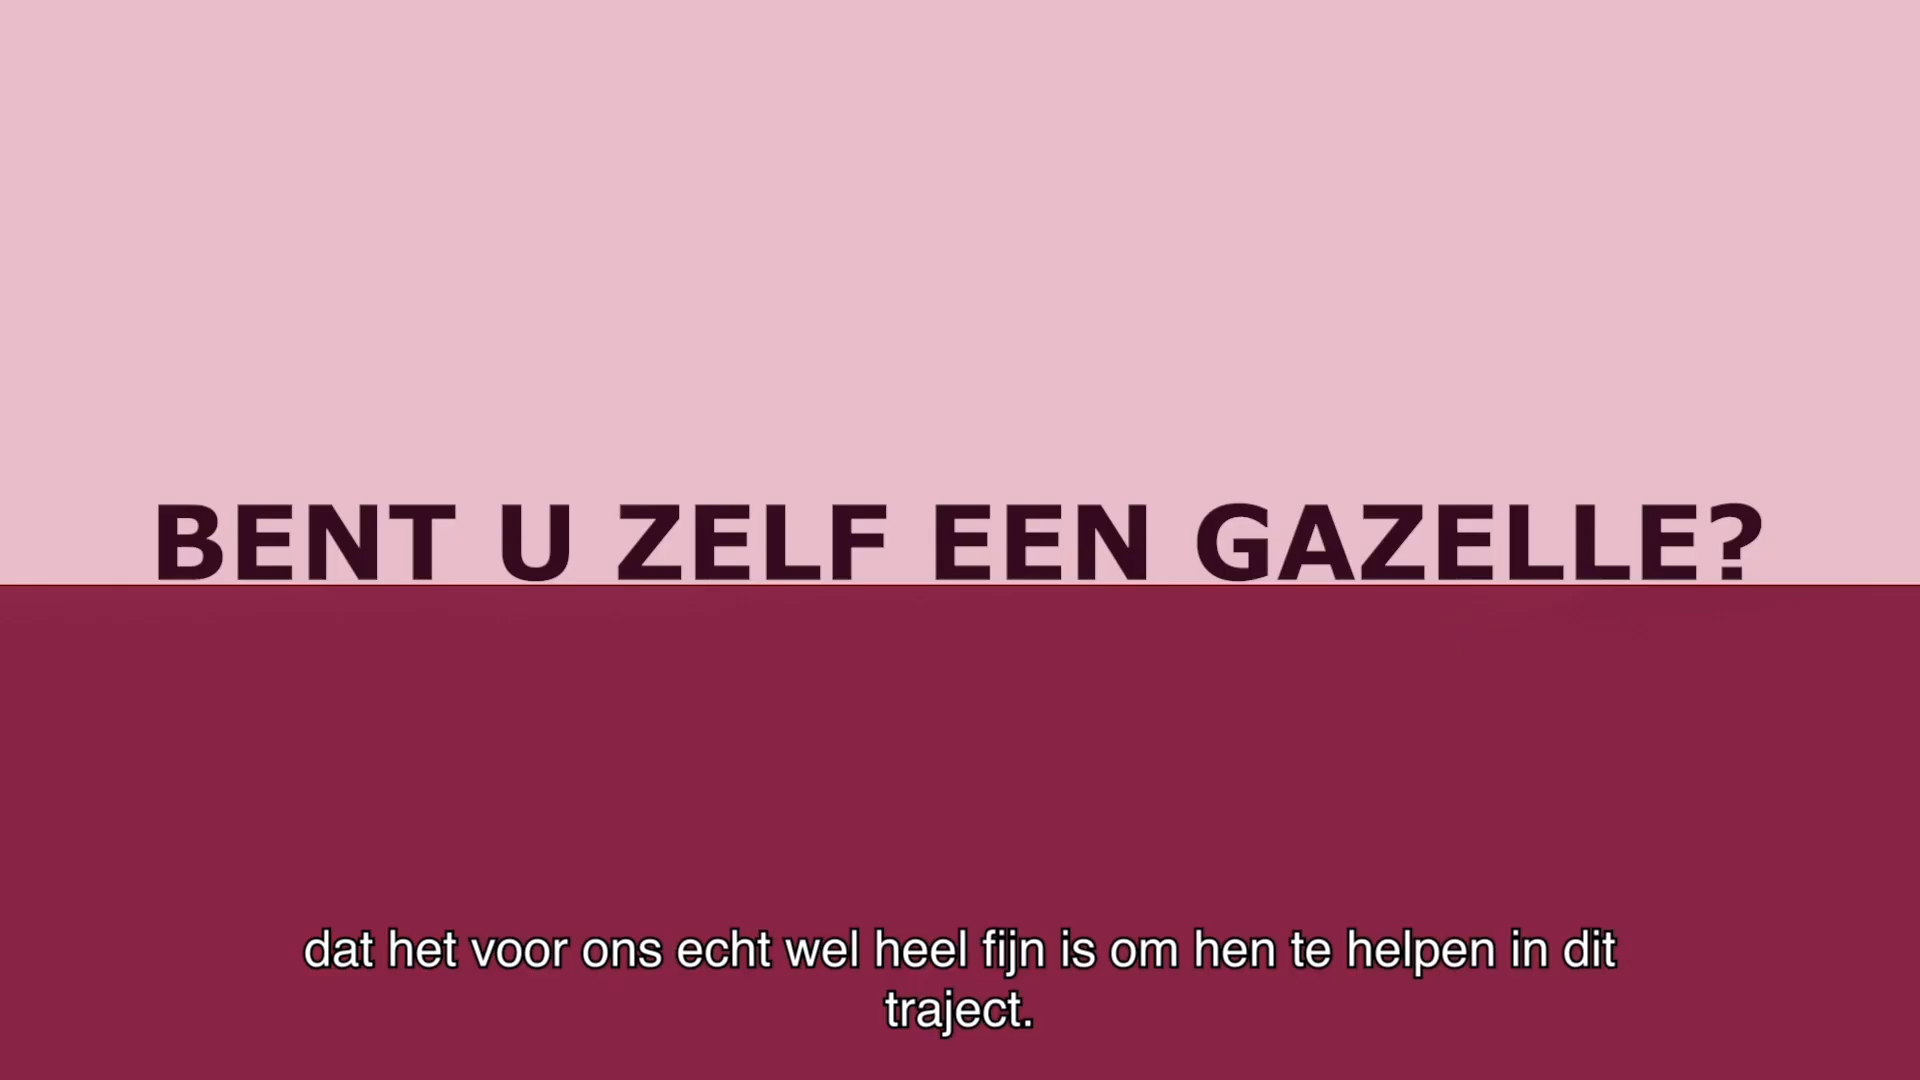 BENT U ZELF EEN GAZELLE?
dat het voor ons echt wel heel fijn is om hen te helpen in dit
traject.